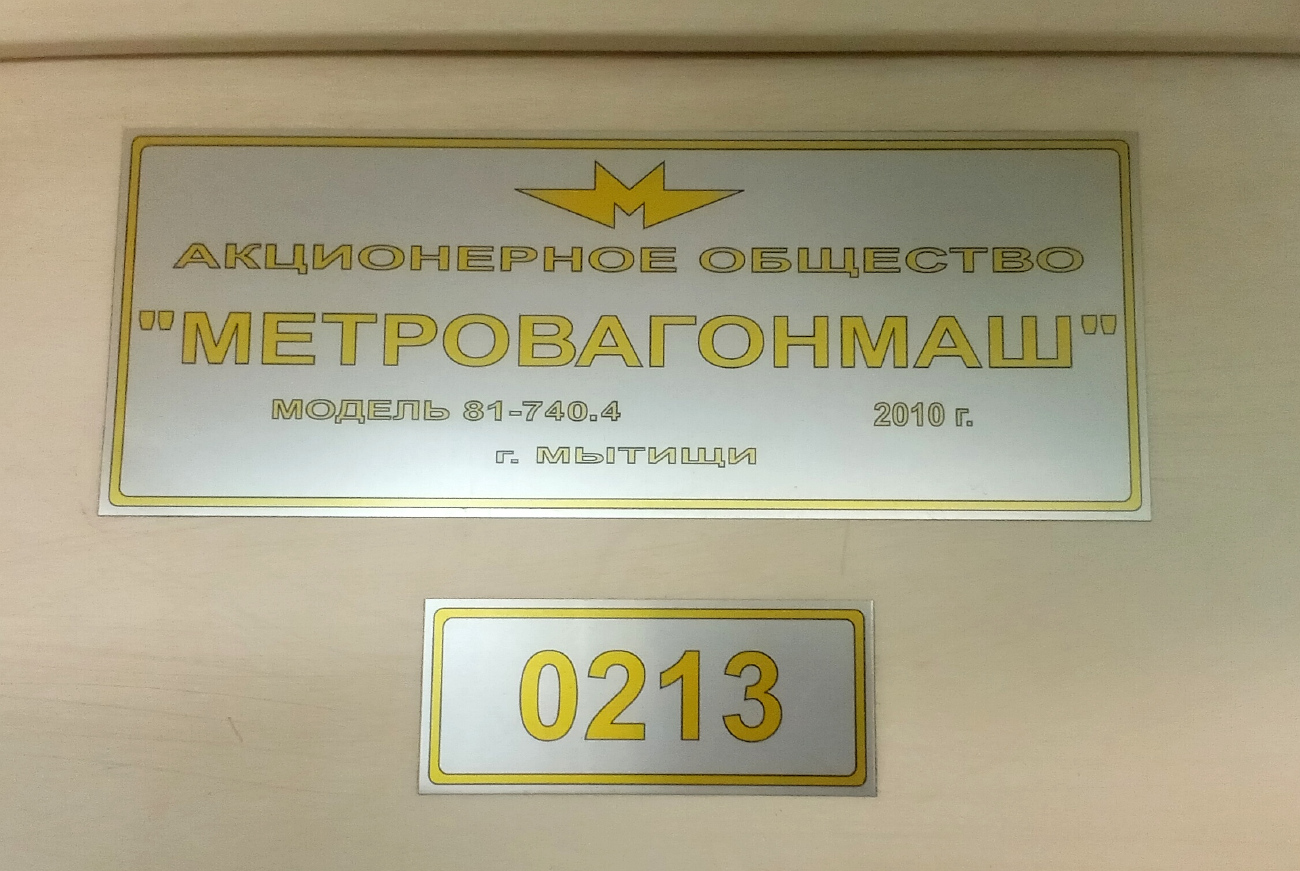 АКЦИОНЕРНОЕ ОБЩЕСТВО
"МЕТРОВАГОНМАШ"
МОДЕЛЬ 81-740.4 2010 г.
г. МЫТИЩИ
0213